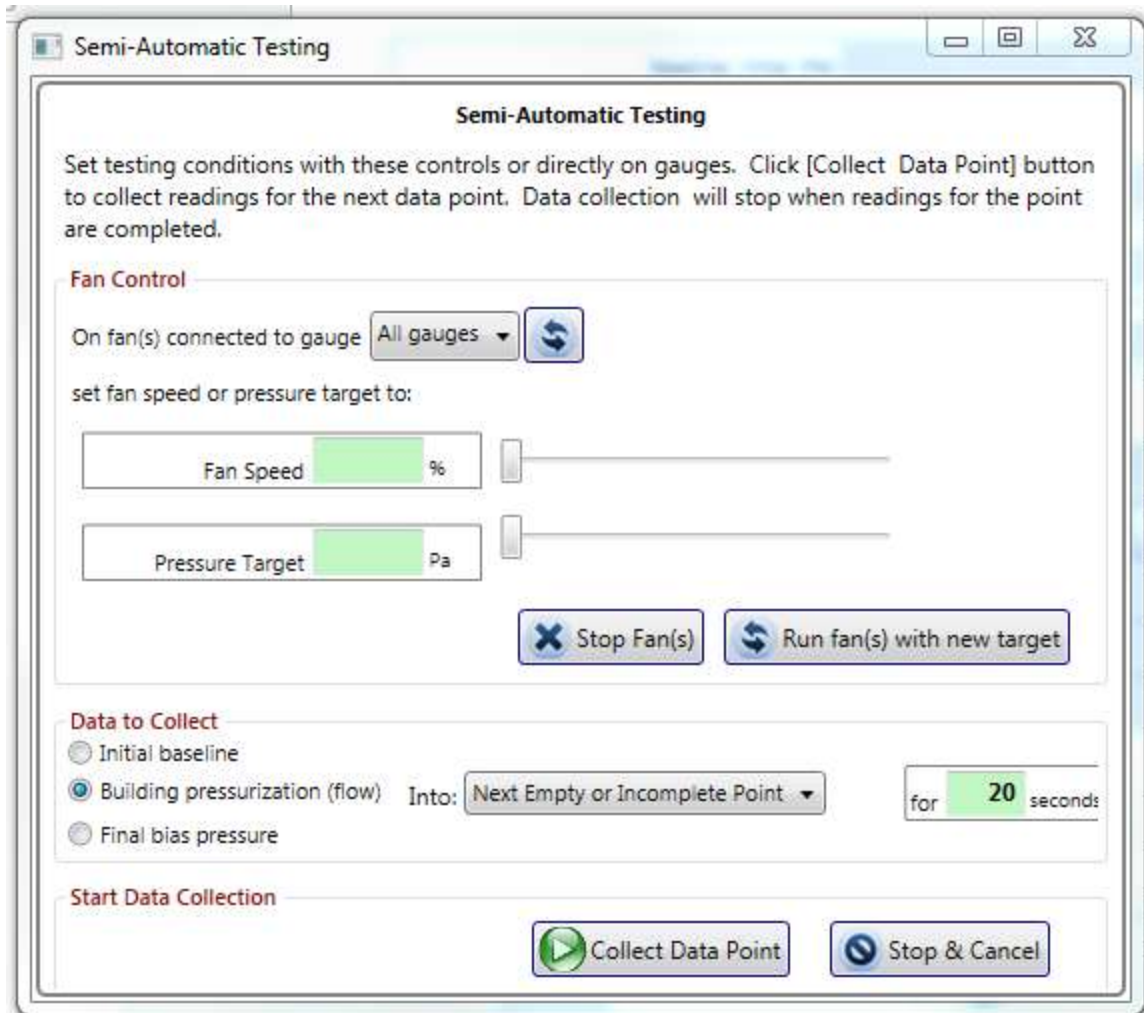 Semi-Automatic Testing
Semi-Automatic Testing
Set testing conditions with these controls or directly on gauges. Click [Collect Data Point] button
to collect readings for the next data point. Data collection will stop when readings for the point
are completed.
Fan Control
On fan(s) connected to gauge All gauges
set fan speed or pressure target to:
Fan Speed %
Pressure Target Pa
Stop Fan(s) Run fan(s) with new target
Data to Collect
Initial baseline
Building pressurization (flow) Into: Next Empty or Incomplete Point for 20 seconds
Final bias pressure
Start Data Collection
Collect Data Point Stop & Cancel